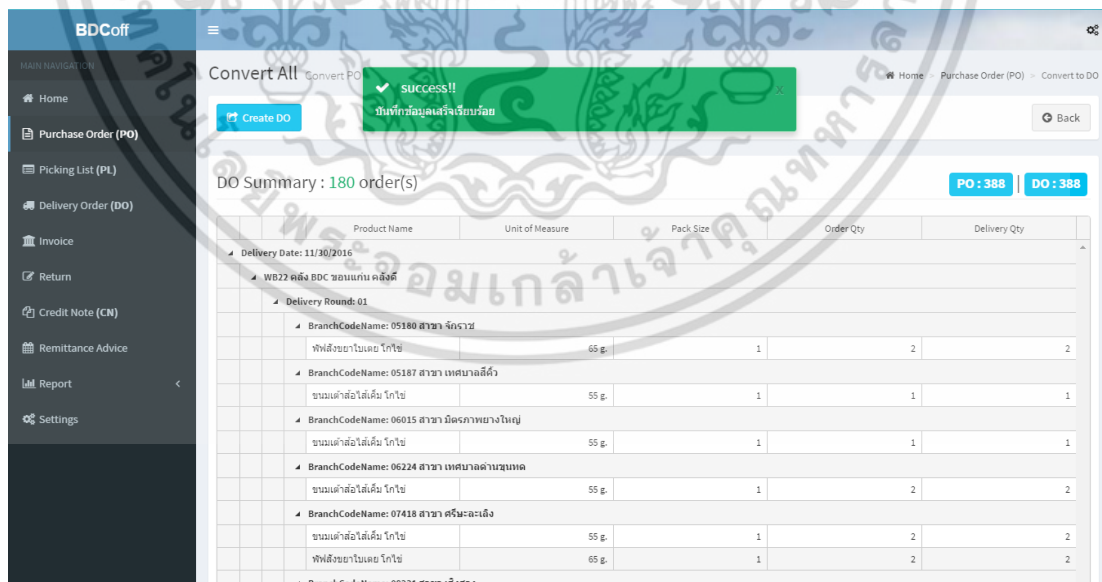 BDCoff
MAIN NAVIGATION
Home
Purchase Order (PO)
Picking List (PL)
Delivery Order (DO)
Invoice
Return
Credit Note (CN)
Remittance Advice
Report
Settings
Convert All Convert PO
Home > Purchase Order (PO) > Convert to DO
success!! x
บันทึกข้อมูลเสร็จเรียบร้อย
Create DO
Back
DO Summary : 180 order(s)
PO : 388 | DO : 388
Product Name Unit of Measure Pack Size Order Qty Delivery Qty
Delivery Date: 11/30/2016
WB22 คลัง BDC ขอนแก่น คลังดี
Delivery Round: 01
BranchCodeName: 05180 สาขา จักราช
พัฟสังขยาใบเตย โกไข่ 65 g. 1 2 2
BranchCodeName: 05187 สาขา เทศบาลสีคิ้ว
ขนมเต๋าส้อไส้เค็ม โกไข่ 55 g. 1 1 1
BranchCodeName: 06015 สาขา มิตรภาพยางใหญ่
ขนมเต๋าส้อไส้เค็ม โกไข่ 55 g. 1 1 1
BranchCodeName: 06224 สาขา เทศบาลด่านขุนทด
ขนมเต๋าส้อไส้เค็ม โกไข่ 55 g. 1 2 2
BranchCodeName: 07418 สาขา ศรีษะละเลิง
ขนมเต๋าส้อไส้เค็ม โกไข่ 55 g. 1 2 2
พัฟสังขยาใบเตย โกไข่ 65 g. 1 2 2